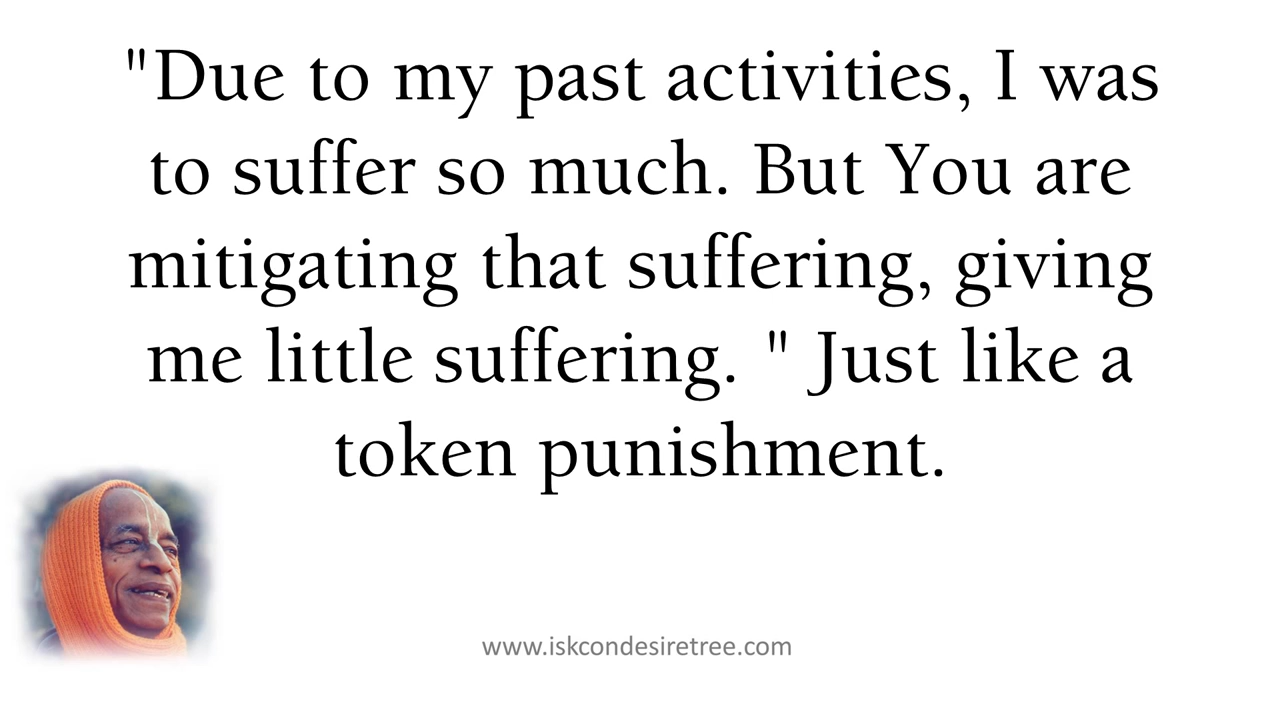 "Due to my past activities, I was
to suffer so much. But You are
mitigating that suffering, giving
me little suffering. " Just like a
token punishment.
www.iskcondesiretree.com